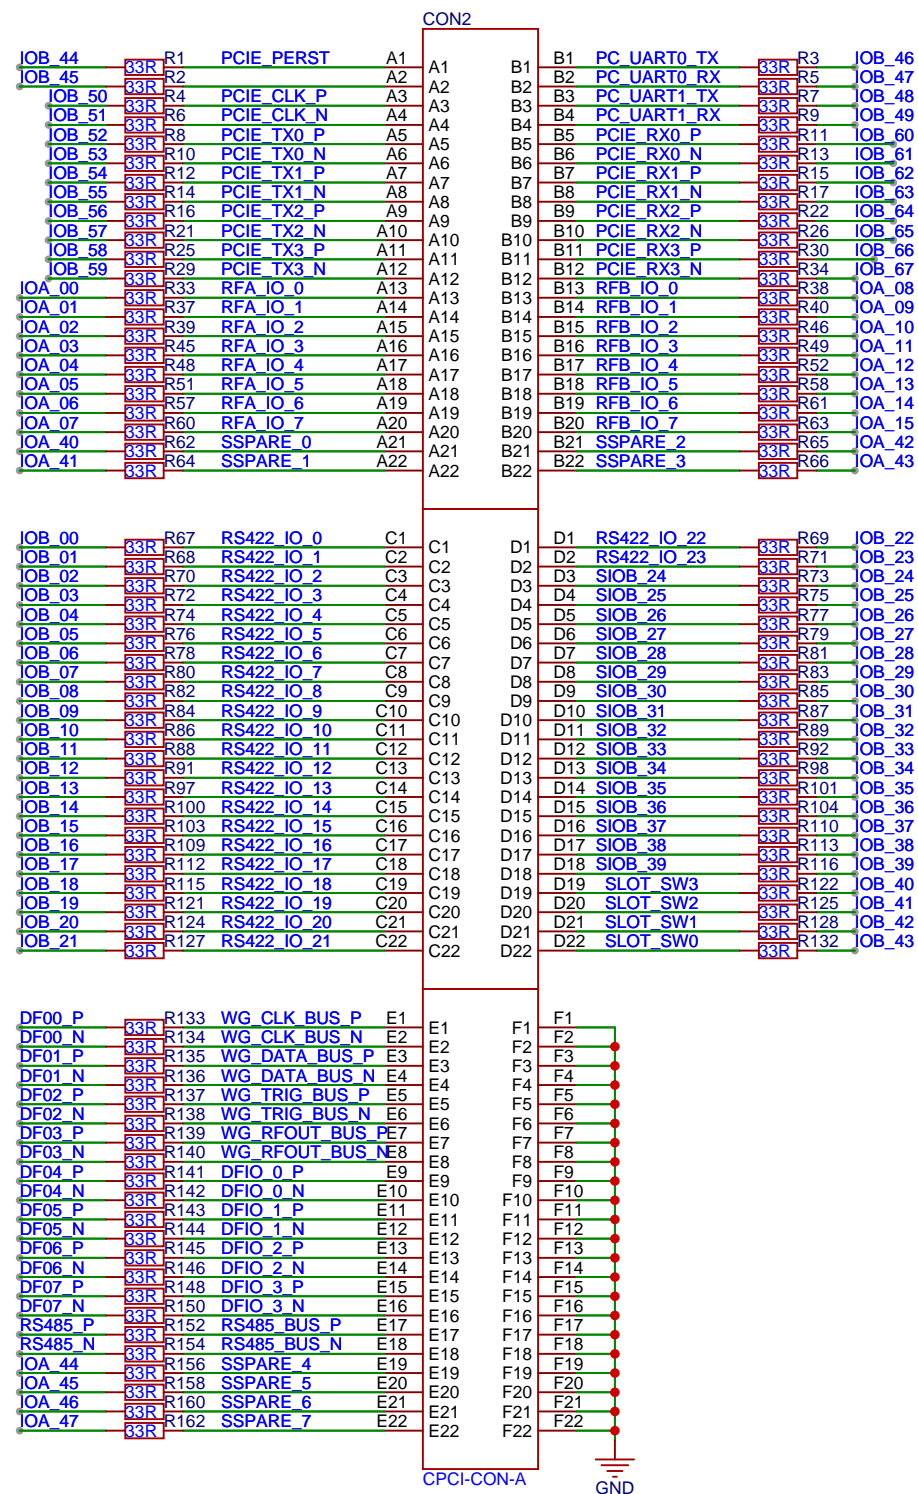 CON2
IOB_44 33R R1 PCIE_PERST A1 A1 B1 B1 PC_UART0_TX 33R R3 IOB_46
IOB_45 33R R2 A2 A2 B2 B2 PC_UART0_RX 33R R5 IOB_47
IOB_50 33R R4 PCIE_CLK_P A3 A3 B3 B3 PC_UART1_TX 33R R7 IOB_48
IOB_51 33R R6 PCIE_CLK_N A4 A4 B4 B4 PC_UART1_RX 33R R9 IOB_49
IOB_52 33R R8 PCIE_TX0_P A5 A5 B5 B5 PCIE_RX0_P 33R R11 IOB_60
IOB_53 33R R10 PCIE_TX0_N A6 A6 B6 B6 PCIE_RX0_N 33R R13 IOB_61
IOB_54 33R R12 PCIE_TX1_P A7 A7 B7 B7 PCIE_RX1_P 33R R15 IOB_62
IOB_55 33R R14 PCIE_TX1_N A8 A8 B8 B8 PCIE_RX1_N 33R R17 IOB_63
IOB_56 33R R16 PCIE_TX2_P A9 A9 B9 B9 PCIE_RX2_P 33R R22 IOB_64
IOB_57 33R R21 PCIE_TX2_N A10 A10 B10 B10 PCIE_RX2_N 33R R26 IOB_65
IOB_58 33R R25 PCIE_TX3_P A11 A11 B11 B11 PCIE_RX3_P 33R R30 IOB_66
IOB_59 33R R29 PCIE_TX3_N A12 A12 B12 B12 PCIE_RX3_N 33R R34 IOB_67
IOA_00 33R R33 RFA_IO_0 A13 A13 B13 B13 RFB_IO_0 33R R38 IOA_08
IOA_01 33R R37 RFA_IO_1 A14 A14 B14 B14 RFB_IO_1 33R R40 IOA_09
IOA_02 33R R39 RFA_IO_2 A15 A15 B15 B15 RFB_IO_2 33R R46 IOA_10
IOA_03 33R R45 RFA_IO_3 A16 A16 B16 B16 RFB_IO_3 33R R49 IOA_11
IOA_04 33R R48 RFA_IO_4 A17 A17 B17 B17 RFB_IO_4 33R R52 IOA_12
IOA_05 33R R51 RFA_IO_5 A18 A18 B18 B18 RFB_IO_5 33R R58 IOA_13
IOA_06 33R R57 RFA_IO_6 A19 A19 B19 B19 RFB_IO_6 33R R61 IOA_14
IOA_07 33R R60 RFA_IO_7 A20 A20 B20 B20 RFB_IO_7 33R R63 IOA_15
IOA_40 33R R62 SSPARE_0 A21 A21 B21 B21 SSPARE_2 33R R65 IOA_42
IOA_41 33R R64 SSPARE_1 A22 A22 B22 B22 SSPARE_3 33R R66 IOA_43
IOB_00 33R R67 RS422_IO_0 C1 C1 D1 D1 RS422_IO_22 33R R69 IOB_22
IOB_01 33R R68 RS422_IO_1 C2 C2 D2 D2 RS422_IO_23 33R R71 IOB_23
IOB_02 33R R70 RS422_IO_2 C3 C3 D3 D3 SIOB_24 33R R73 IOB_24
IOB_03 33R R72 RS422_IO_3 C4 C4 D4 D4 SIOB_25 33R R75 IOB_25
IOB_04 33R R74 RS422_IO_4 C5 C5 D5 D5 SIOB_26 33R R77 IOB_26
IOB_05 33R R76 RS422_IO_5 C6 C6 D6 D6 SIOB_27 33R R79 IOB_27
IOB_06 33R R78 RS422_IO_6 C7 C7 D7 D7 SIOB_28 33R R81 IOB_28
IOB_07 33R R80 RS422_IO_7 C8 C8 D8 D8 SIOB_29 33R R83 IOB_29
IOB_08 33R R82 RS422_IO_8 C9 C9 D9 D9 SIOB_30 33R R85 IOB_30
IOB_09 33R R84 RS422_IO_9 C10 C10 D10 D10 SIOB_31 33R R87 IOB_31
IOB_10 33R R86 RS422_IO_10 C11 C11 D11 D11 SIOB_32 33R R89 IOB_32
IOB_11 33R R88 RS422_IO_11 C12 C12 D12 D12 SIOB_33 33R R92 IOB_33
IOB_12 33R R91 RS422_IO_12 C13 C13 D13 D13 SIOB_34 33R R98 IOB_34
IOB_13 33R R97 RS422_IO_13 C14 C14 D14 D14 SIOB_35 33R R101 IOB_35
IOB_14 33R R100 RS422_IO_14 C15 C15 D15 D15 SIOB_36 33R R104 IOB_36
IOB_15 33R R103 RS422_IO_15 C16 C16 D16 D16 SIOB_37 33R R110 IOB_37
IOB_16 33R R109 RS422_IO_16 C17 C17 D17 D17 SIOB_38 33R R113 IOB_38
IOB_17 33R R112 RS422_IO_17 C18 C18 D18 D18 SIOB_39 33R R116 IOB_39
IOB_18 33R R115 RS422_IO_18 C19 C19 D19 D19 SLOT_SW3 33R R122 IOB_40
IOB_19 33R R121 RS422_IO_19 C20 C20 D20 D20 SLOT_SW2 33R R125 IOB_41
IOB_20 33R R124 RS422_IO_20 C21 C21 D21 D21 SLOT_SW1 33R R128 IOB_42
IOB_21 33R R127 RS422_IO_21 C22 C22 D22 D22 SLOT_SW0 33R R132 IOB_43
DF00_P 33R R133 WG_CLK_BUS_P E1 E1 F1 F1
DF00_N 33R R134 WG_CLK_BUS_N E2 E2 F2 F2
DF01_P 33R R135 WG_DATA_BUS_P E3 E3 F3 F3
DF01_N 33R R136 WG_DATA_BUS_N E4 E4 F4 F4
DF02_P 33R R137 WG_TRIG_BUS_P E5 E5 F5 F5
DF02_N 33R R138 WG_TRIG_BUS_N E6 E6 F6 F6
DF03_P 33R R139 WG_RFOUT_BUS_P E7 E7 F7 F7
DF03_N 33R R140 WG_RFOUT_BUS_N E8 E8 F8 F8
DF04_P 33R R141 DFIO_0_P E9 E9 F9 F9
DF04_N 33R R142 DFIO_0_N E10 E10 F10 F10
DF05_P 33R R143 DFIO_1_P E11 E11 F11 F11
DF05_N 33R R144 DFIO_1_N E12 E12 F12 F12
DF06_P 33R R145 DFIO_2_P E13 E13 F13 F13
DF06_N 33R R146 DFIO_2_N E14 E14 F14 F14
DF07_P 33R R148 DFIO_3_P E15 E15 F15 F15
DF07_N 33R R150 DFIO_3_N E16 E16 F16 F16
RS485_P 33R R152 RS485_BUS_P E17 E17 F17 F17
RS485_N 33R R154 RS485_BUS_N E18 E18 F18 F18
IOA_44 33R R156 SSPARE_4 E19 E19 F19 F19
IOA_45 33R R158 SSPARE_5 E20 E20 F20 F20
IOA_46 33R R160 SSPARE_6 E21 E21 F21 F21
IOA_47 33R R162 SSPARE_7 E22 E22 F22 F22
CPCI-CON-A
GND